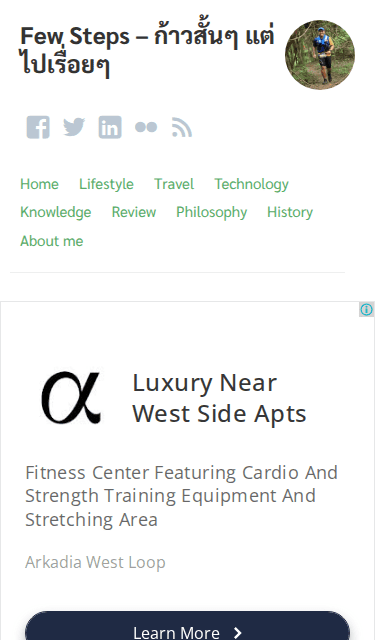 Few Steps – ก้าวสั้นๆ แต่
ไปเรื่อยๆ
Home Lifestyle Travel Technology
Knowledge Review Philosophy History
About me
α
Luxury Near
West Side Apts
Fitness Center Featuring Cardio And
Strength Training Equipment And
Stretching Area
Arkadia West Loop
Learn More